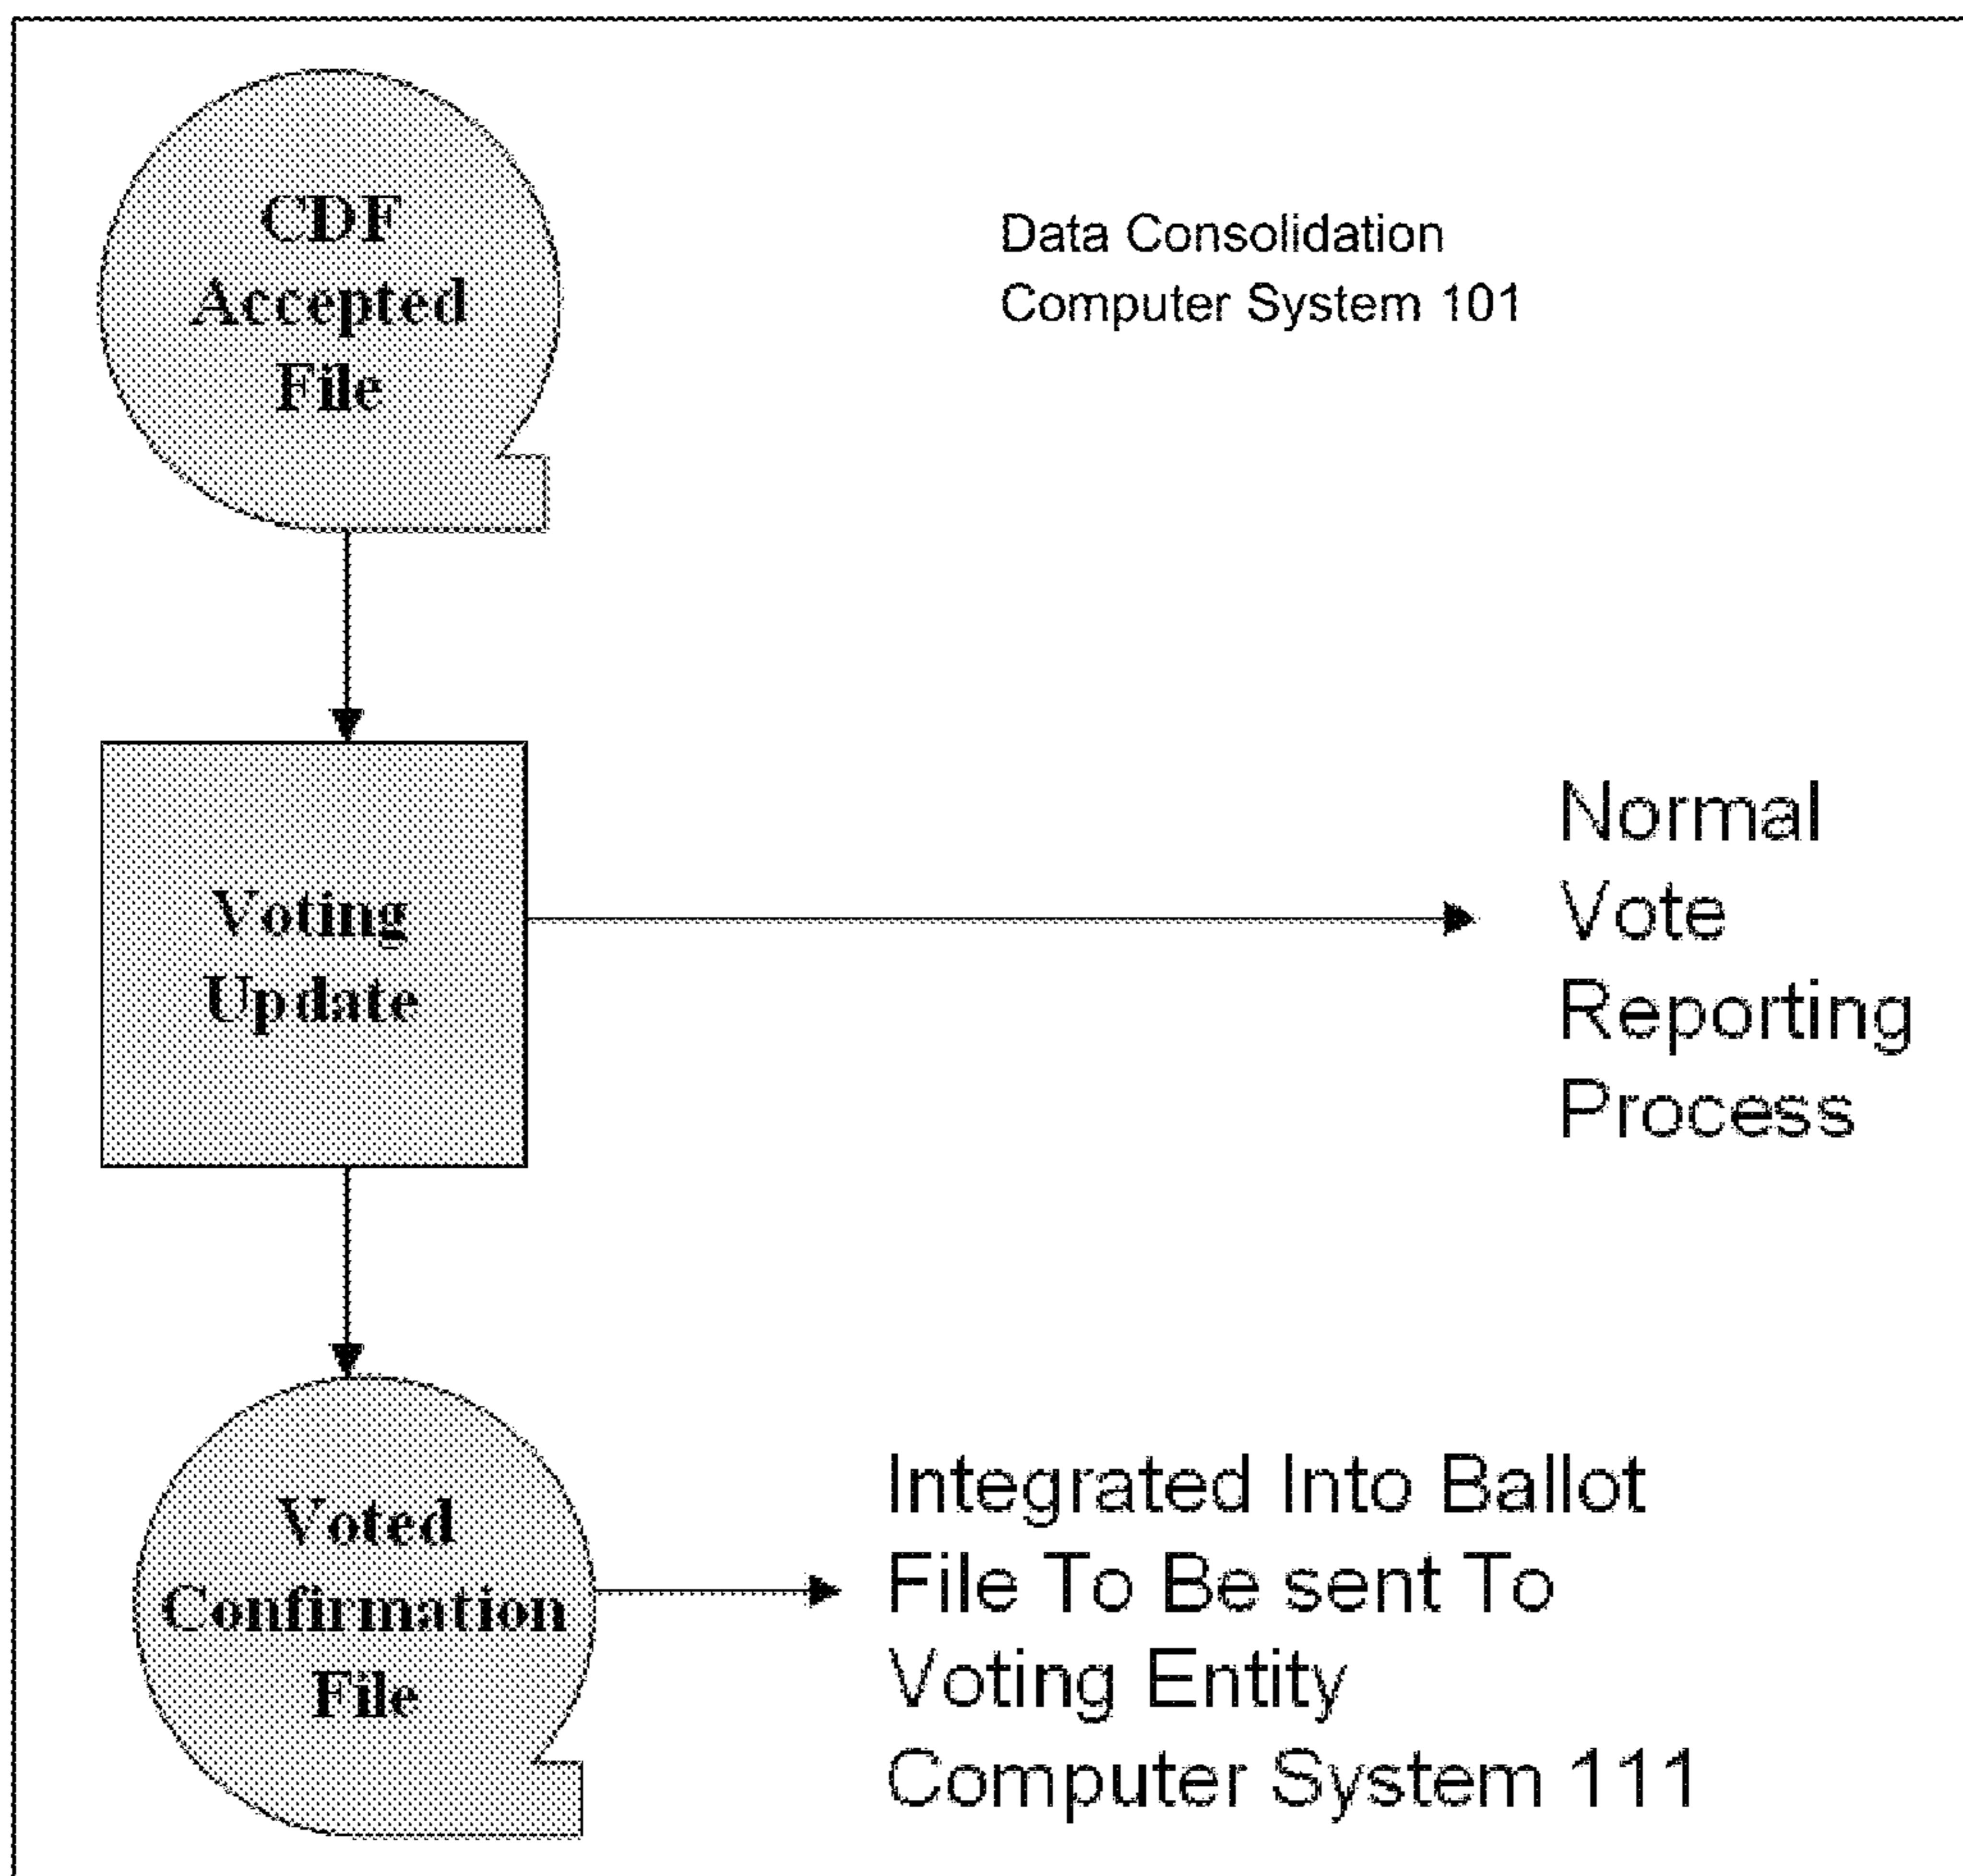 CDF
Accepted
File
Data Consolidation
Computer System 101
Voting
Update
Normal
Vote
Reporting
Process
Voted
Confirmation
File
Integrated Into Ballot
File To Be sent To
Voting Entity
Computer System 111